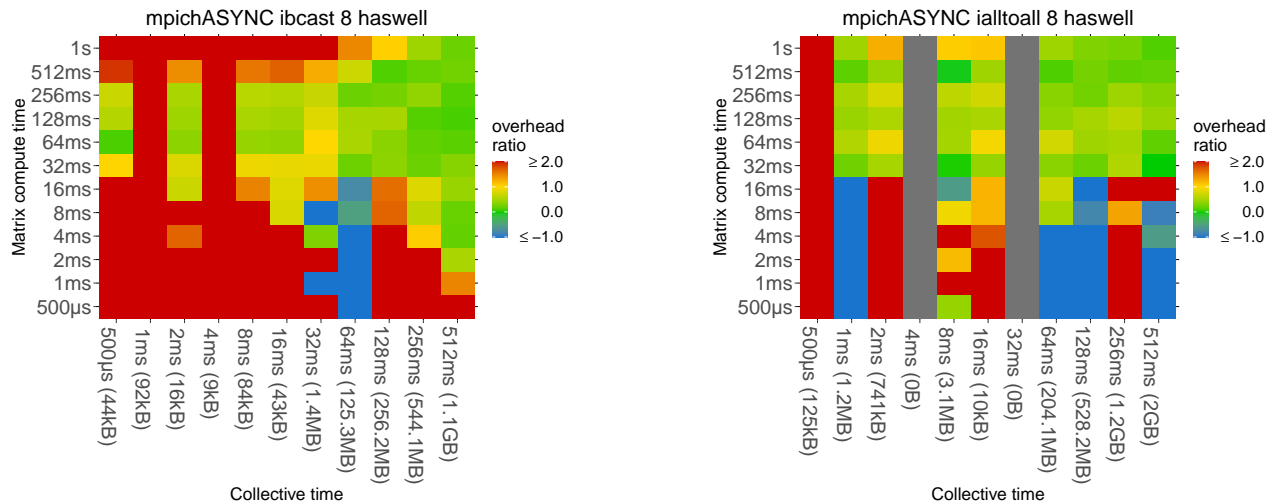 mpichASYNC ibcast 8 haswell
Matrix compute time
1s
512ms
256ms
128ms
64ms
32ms
16ms
8ms
4ms
2ms
1ms
500µs
500µs (44kB)
1ms (92kB)
2ms (16kB)
4ms (9kB)
8ms (84kB)
16ms (43kB)
32ms (1.4MB)
64ms (125.3MB)
128ms (256.2MB)
256ms (544.1MB)
512ms (1.1GB)
Collective time
overhead
ratio
≥ 2.0
1.0
0.0
≤ −1.0
mpichASYNC ialltoall 8 haswell
Matrix compute time
1s
512ms
256ms
128ms
64ms
32ms
16ms
8ms
4ms
2ms
1ms
500µs
500µs (125kB)
1ms (1.2MB)
2ms (741kB)
4ms (0B)
8ms (3.1MB)
16ms (10kB)
32ms (0B)
64ms (204.1MB)
128ms (528.2MB)
256ms (1.2GB)
512ms (2GB)
Collective time
overhead
ratio
≥ 2.0
1.0
0.0
≤ −1.0